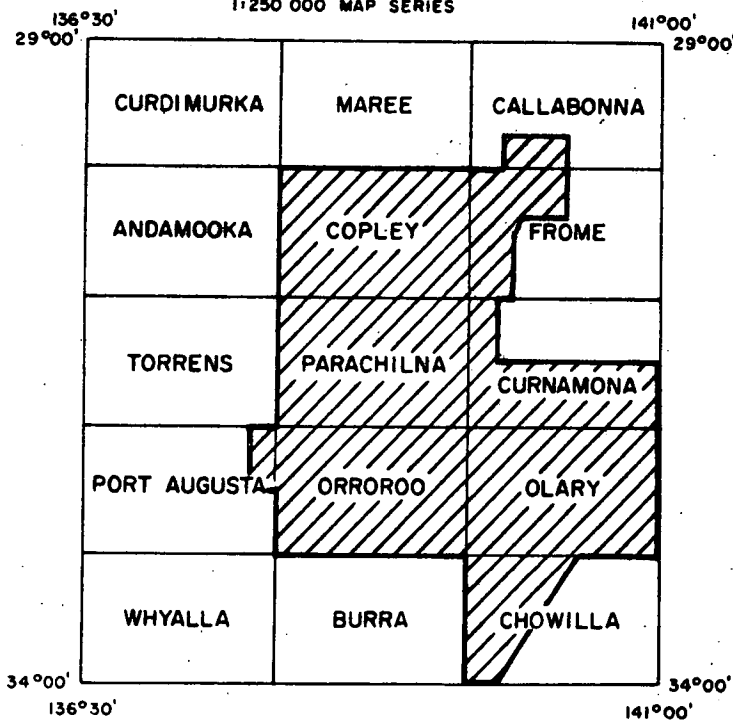 1:250 000 MAP SERIES
136°30' 141°00'
29°00' 29°00'
CURDIMURKA MAREE CALLABONNA
ANDAMOOKA COPLEY FROME
TORRENS PARACHILNA CURNAMONA
PORT AUGUSTA ORROROO OLARY
WHYALLA BURRA CHOWILLA
34°00' 34°00'
136°30' 141°00'